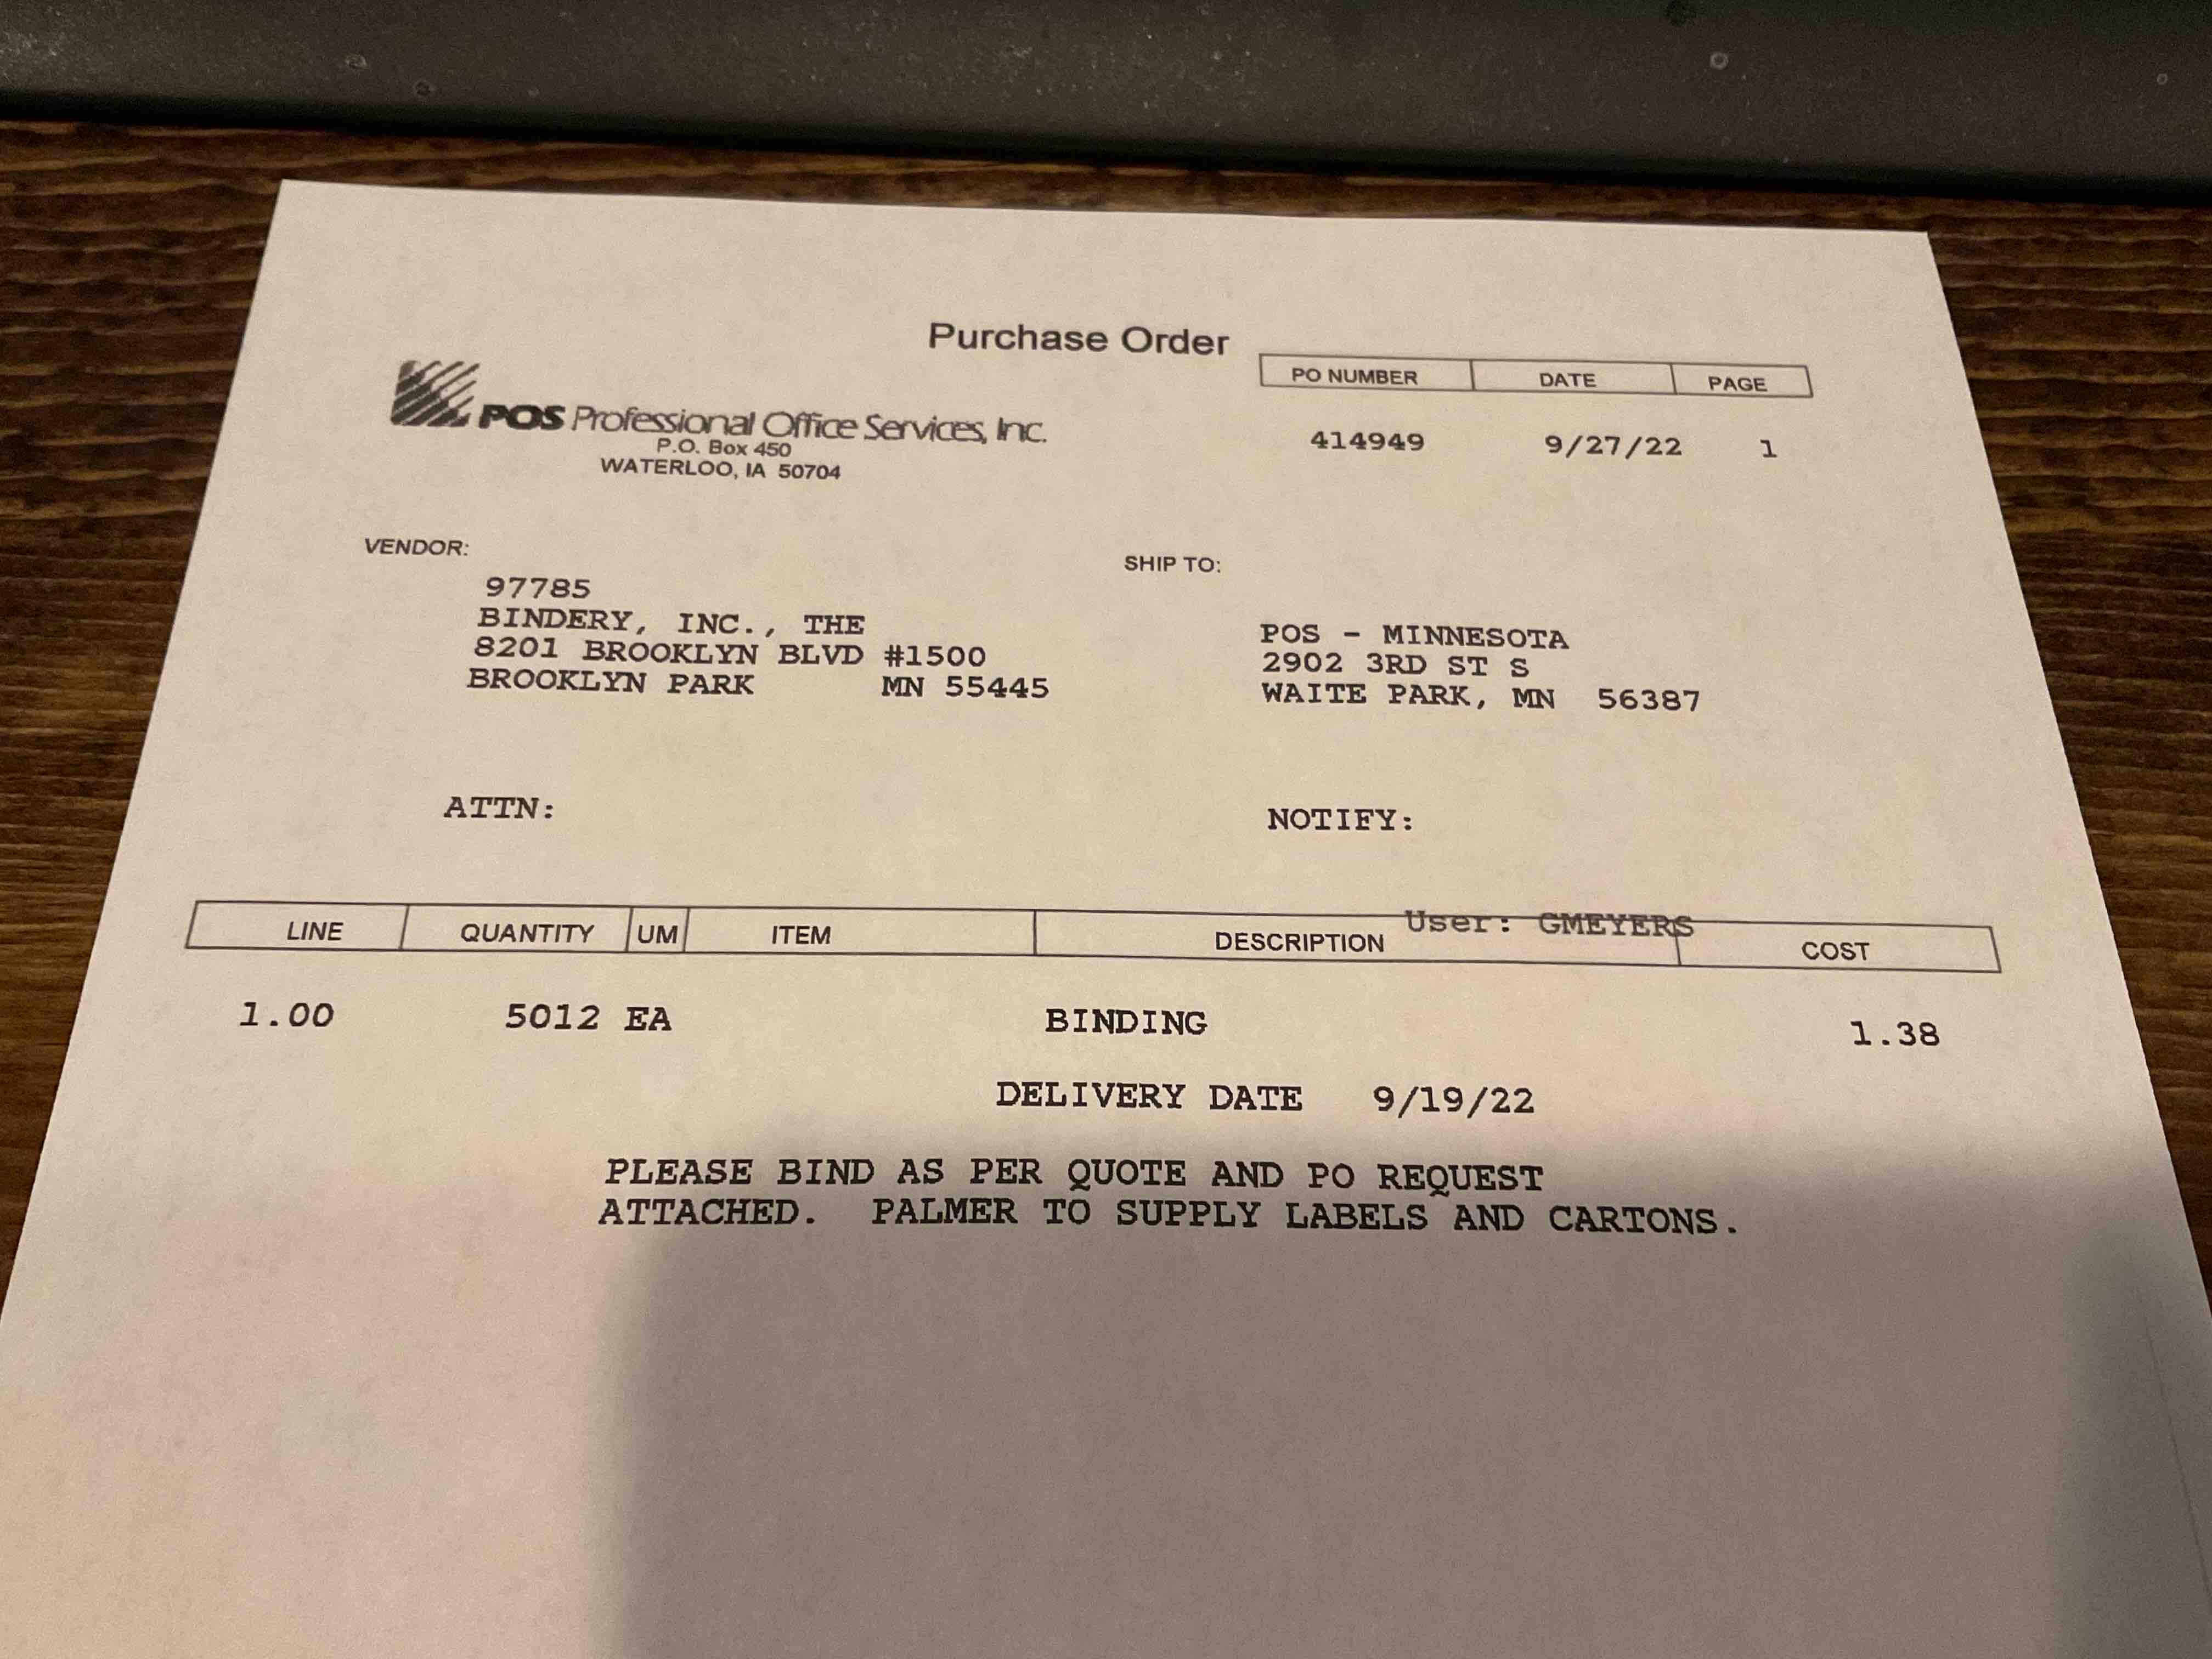 Purchase Order
POS Professional Office Services, Inc.
P.O. Box 450
WATERLOO, IA 50704
PO NUMBER DATE PAGE
414949 9/27/22 1
VENDOR:
97785
BINDERY, INC., THE
8201 BROOKLYN BLVD #1500
BROOKLYN PARK MN 55445
SHIP TO:
POS - MINNESOTA
2902 3RD ST S
WAITE PARK, MN 56387
ATTN:
NOTIFY:
User: GMEYERS
LINE QUANTITY UM ITEM DESCRIPTION COST
1.00 5012 EA BINDING 1.38
DELIVERY DATE 9/19/22
PLEASE BIND AS PER QUOTE AND PO REQUEST
ATTACHED. PALMER TO SUPPLY LABELS AND CARTONS.